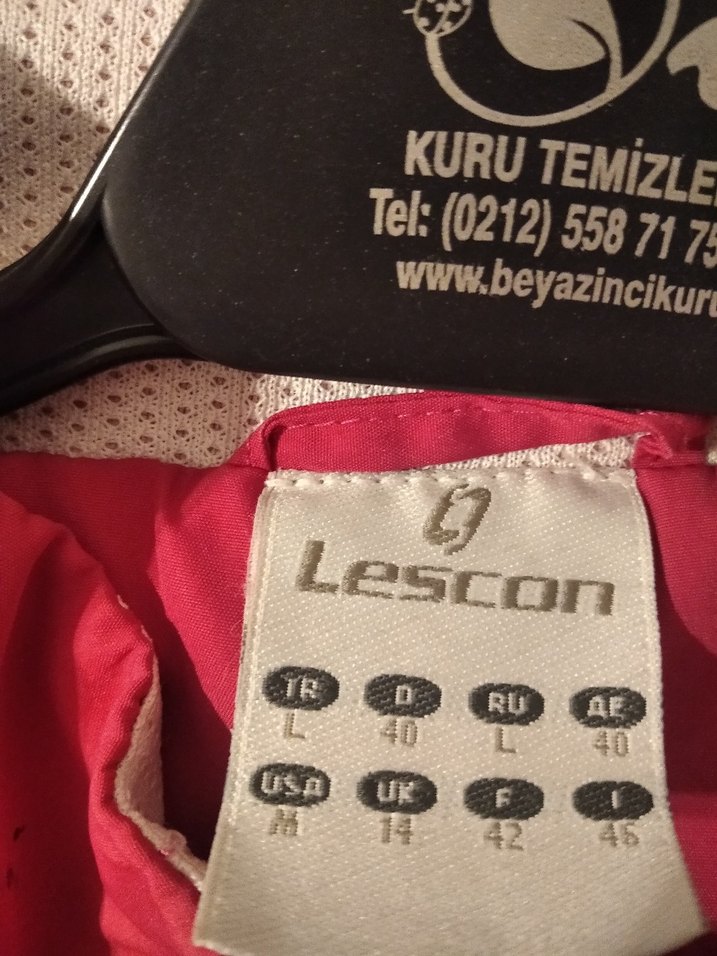 KURU TEMİZLE
Tel: (0212) 558 71 75
www.beyazincikuru
Lescon
TR D RU AE
L 40 L 40
USA UK F I
M 14 42 46